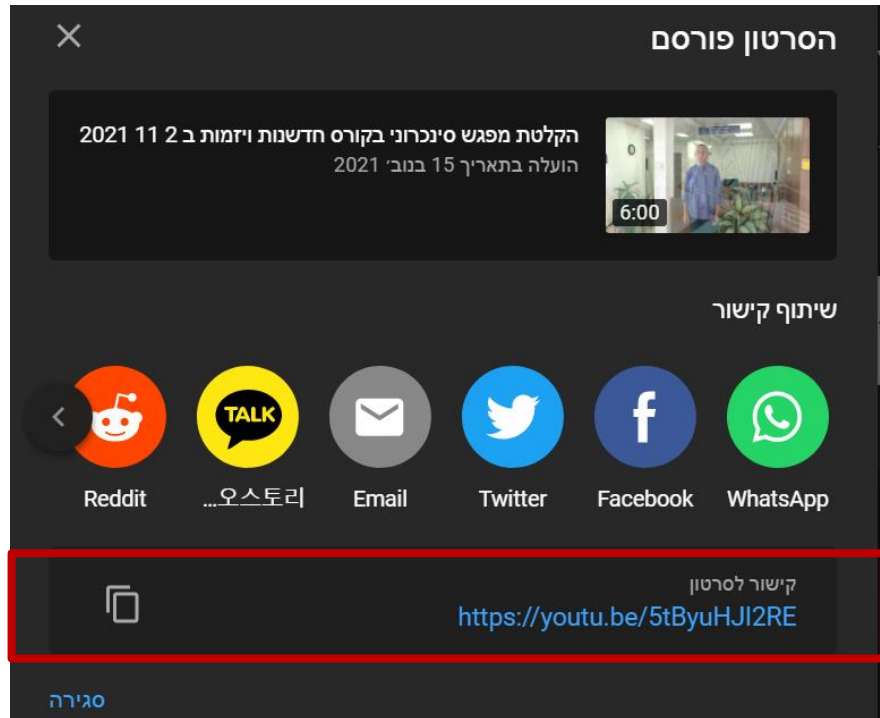 הסרטון פורסם
הקלטת מפגש סינכרוני בקורס חדשנות ויזמות ב 2 11 2021
הועלה בתאריך 15 בנוב׳ 2021
6:00
שיתוף קישור
TALK
WhatsApp
Facebook
Twitter
Email
오스토리...
Reddit
קישור לסרטון
https://youtu.be/5tByuHJI2RE
סגירה